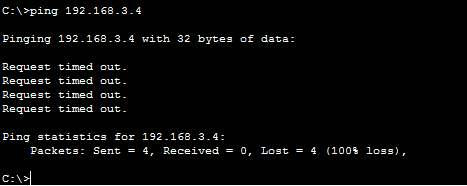 C:\>ping 192.168.3.4
Pinging 192.168.3.4 with 32 bytes of data:
Request timed out.
Request timed out.
Request timed out.
Request timed out.
Ping statistics for 192.168.3.4:
    Packets: Sent = 4, Received = 0, Lost = 4 (100% loss),
C:\>